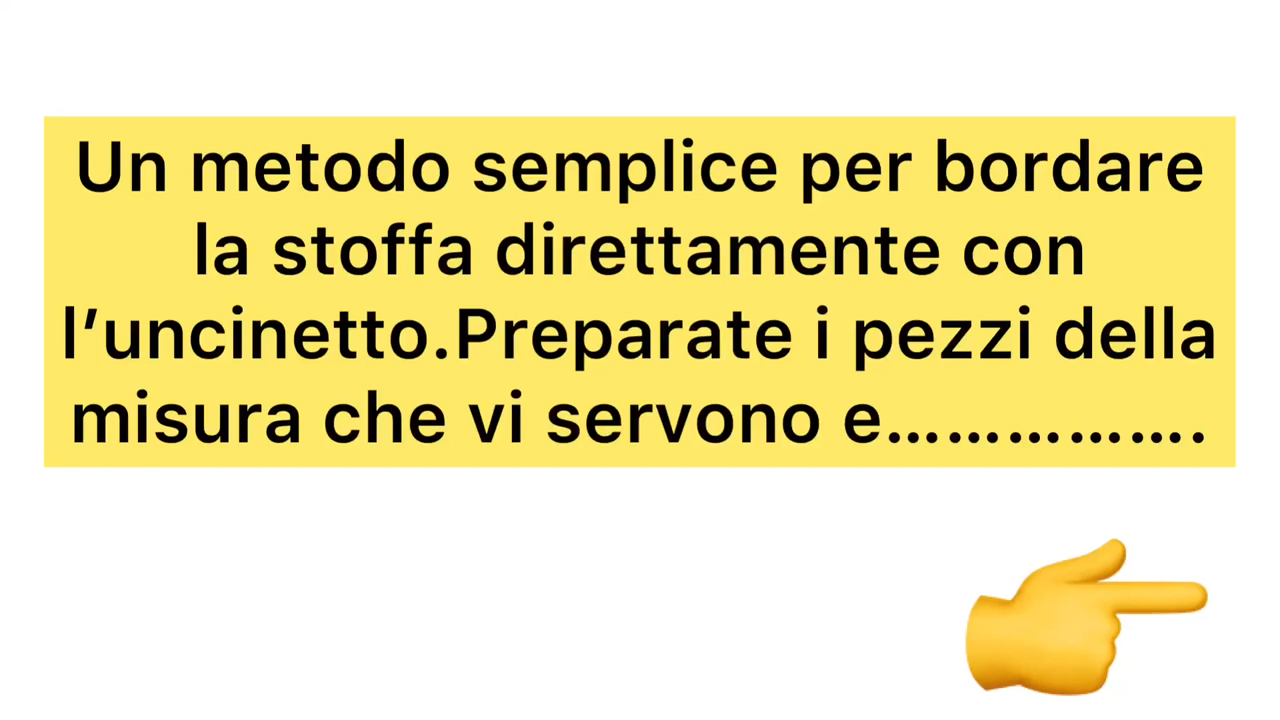 Un metodo semplice per bordare
la stoffa direttamente con
l’uncinetto.Preparate i pezzi della
misura che vi servono e…………….